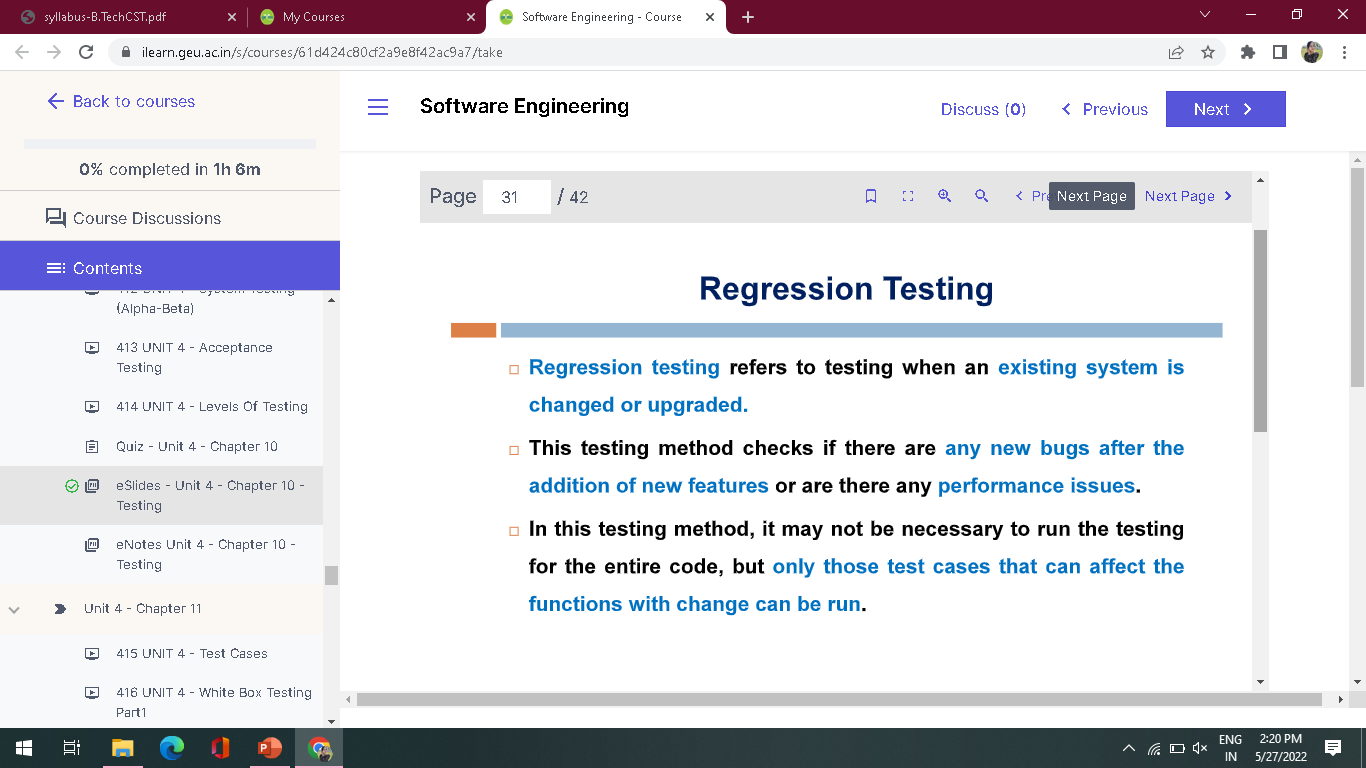 syllabus-B.TechCST.pdf
My Courses
Software Engineering - Course
ilearn.geu.ac.in/s/courses/61d424c80cf2a9e8f42ac9a7/take
Back to courses
0% completed in 1h 6m
Course Discussions
Contents
(Alpha-Beta)
413 UNIT 4 - Acceptance
Testing
414 UNIT 4 - Levels Of Testing
Quiz - Unit 4 - Chapter 10
eSlides - Unit 4 - Chapter 10 -
Testing
eNotes Unit 4 - Chapter 10 -
Testing
Unit 4 - Chapter 11
415 UNIT 4 - Test Cases
416 UNIT 4 - White Box Testing
Part1
Software Engineering
Discuss (0)
Previous
Next
Page 31 / 42
Next Page
Next Page
Regression Testing
Regression testing refers to testing when an existing system is
changed or upgraded.
This testing method checks if there are any new bugs after the
addition of new features or are there any performance issues.
In this testing method, it may not be necessary to run the testing
for the entire code, but only those test cases that can affect the
functions with change can be run.
ENG
IN
2:20 PM
5/27/2022